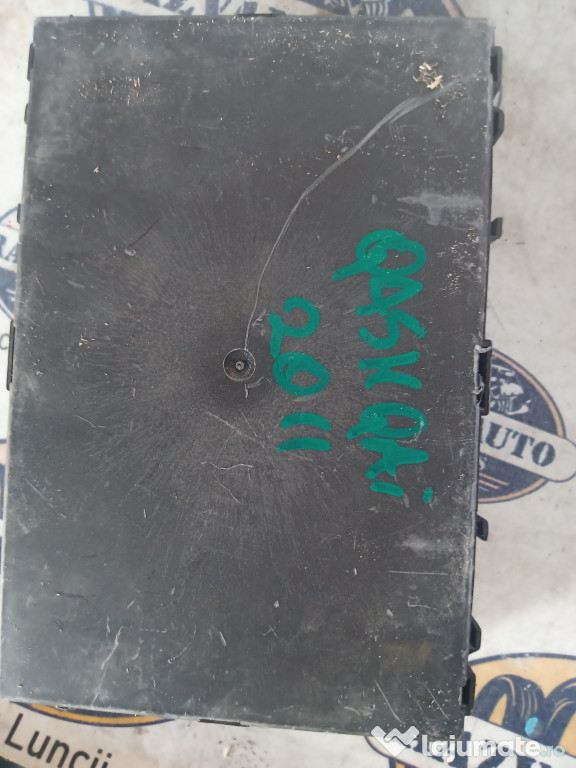 QASHQAi
2011
AUTO
Luncii
lajumate.ro